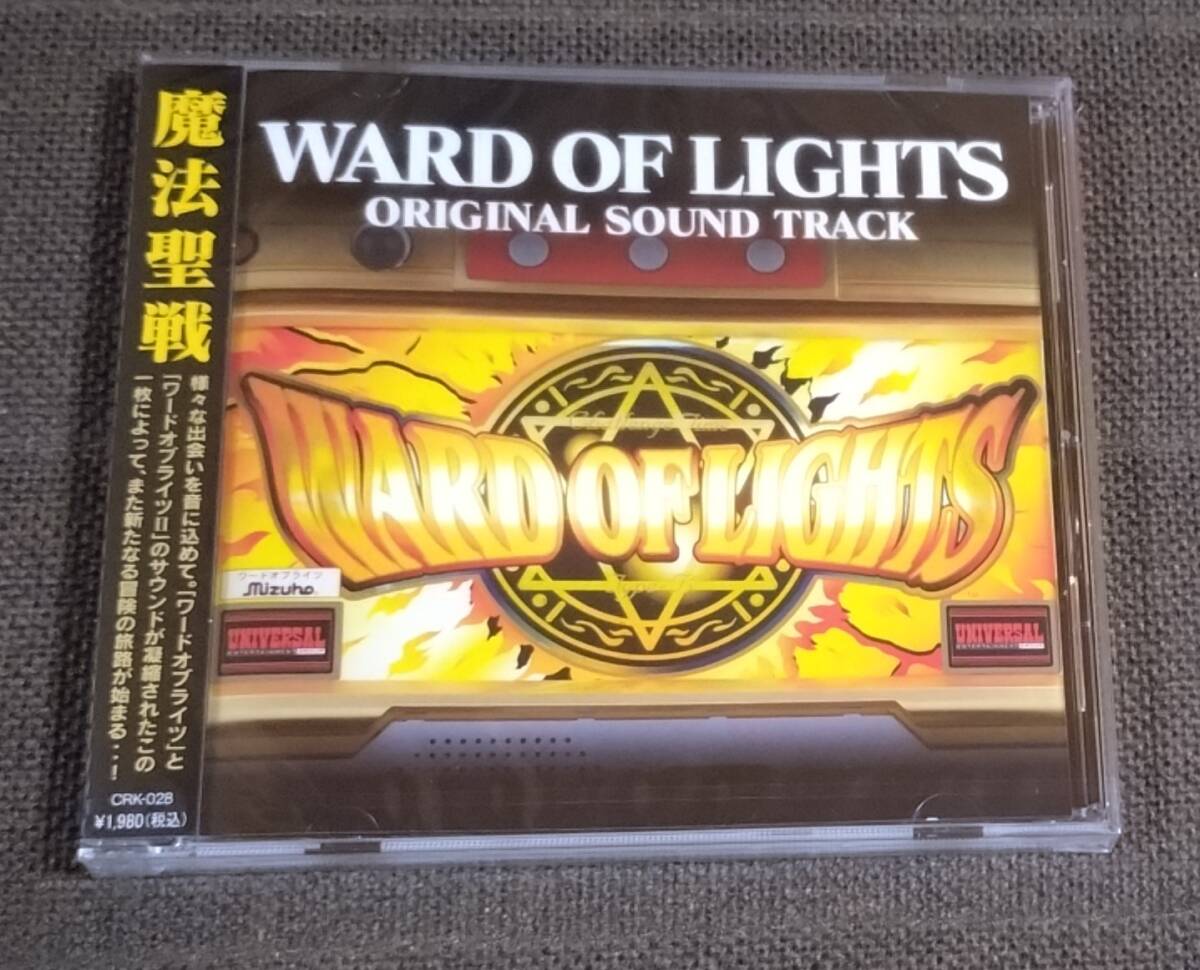 魔法聖戦
様々な出会いを音に込めて。「ワードオブライツ」と
「ワードオブライツII」のサウンドが凝縮されたこの
一枚によって、また新たなる冒険の旅路が始まる…!
CRK-028
¥1,980(税込)
WARD OF LIGHTS
ORIGINAL SOUND TRACK
Challenge Time
WARD OF LIGHTS
ワードオブライツ
Mizuho
UNIVERSAL
ENTERTAINMENT
UNIVERSAL
ENTERTAINMENT